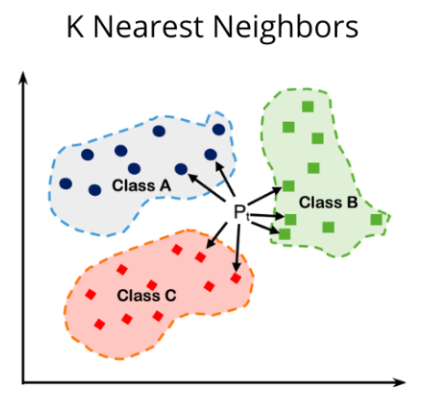 K Nearest Neighbors
Class A
Class B
Pt
Class C